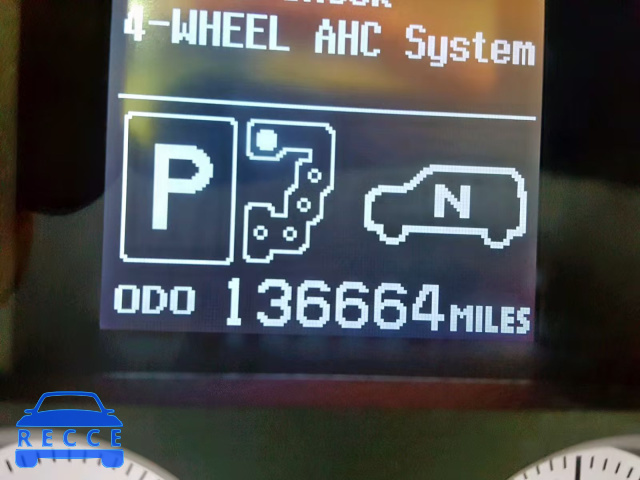 4-WHEEL AHC System
P
N
ODO 136664 MILES
RECCE